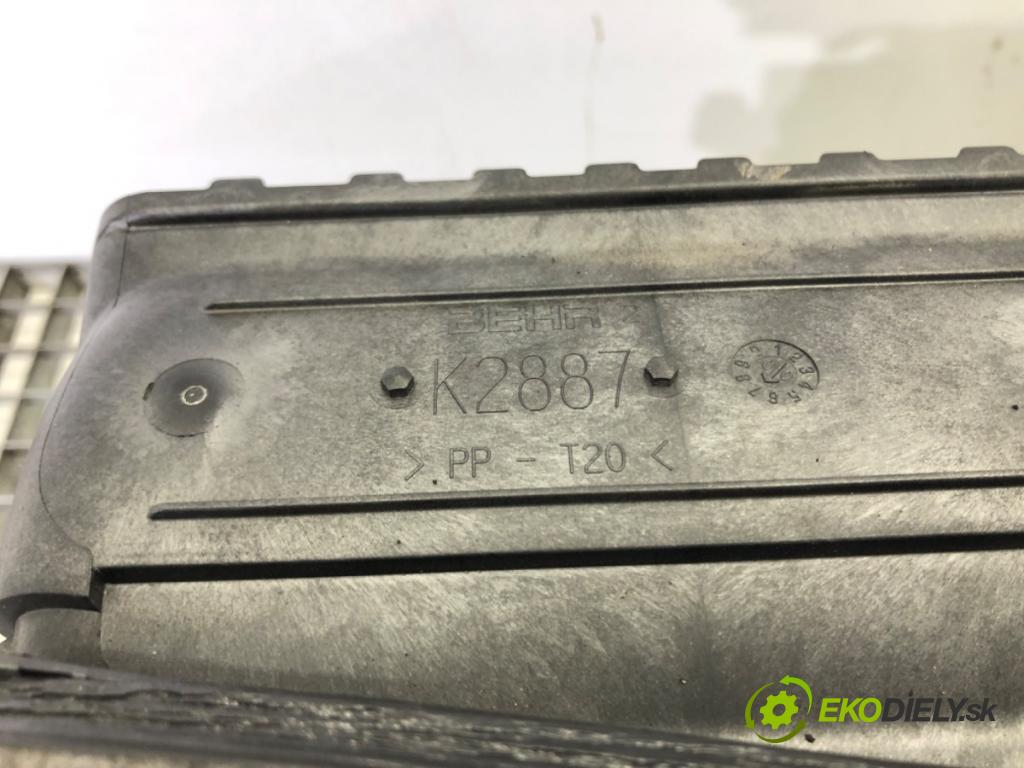 BEHR
K2887
> PP - T20 <
EKODIELY.sk